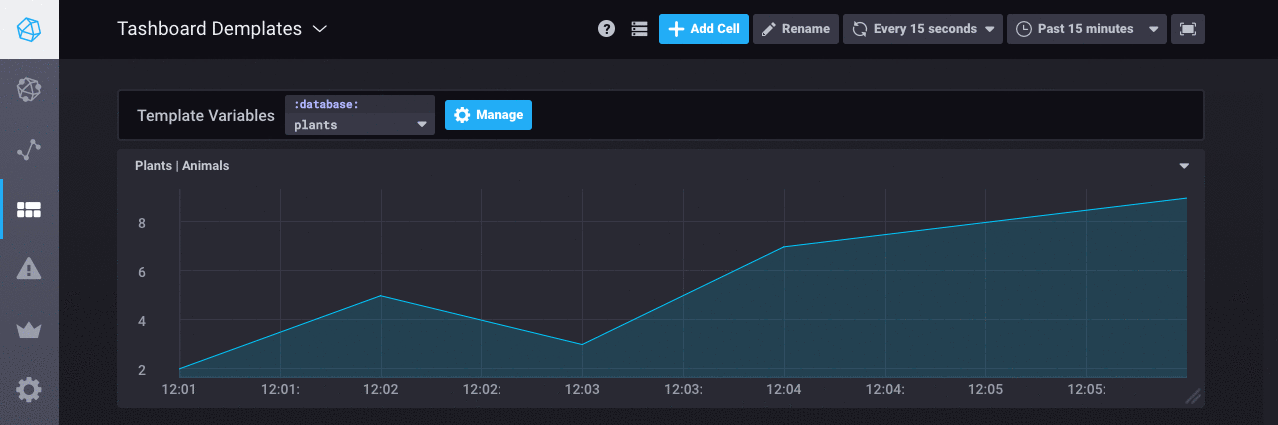 Tashboard Demplates
? Add Cell Rename Every 15 seconds Past 15 minutes
Template Variables :database: plants Manage
Plants | Animals
8
6
4
2
12:01 12:01: 12:02 12:02: 12:03 12:03: 12:04 12:04: 12:05 12:05: